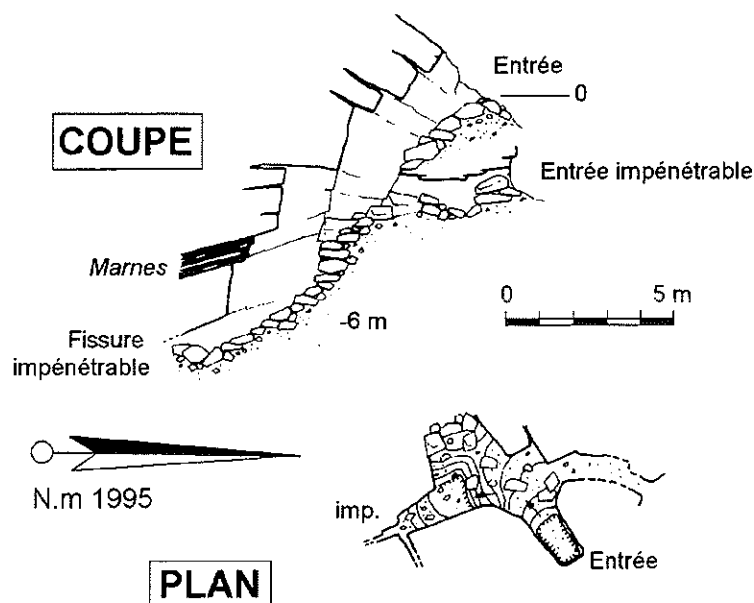 Entrée
0
COUPE
Entrée impénétrable
Marnes
0 5 m
-6 m
Fissure
impénétrable
N.m 1995
imp.
Entrée
PLAN